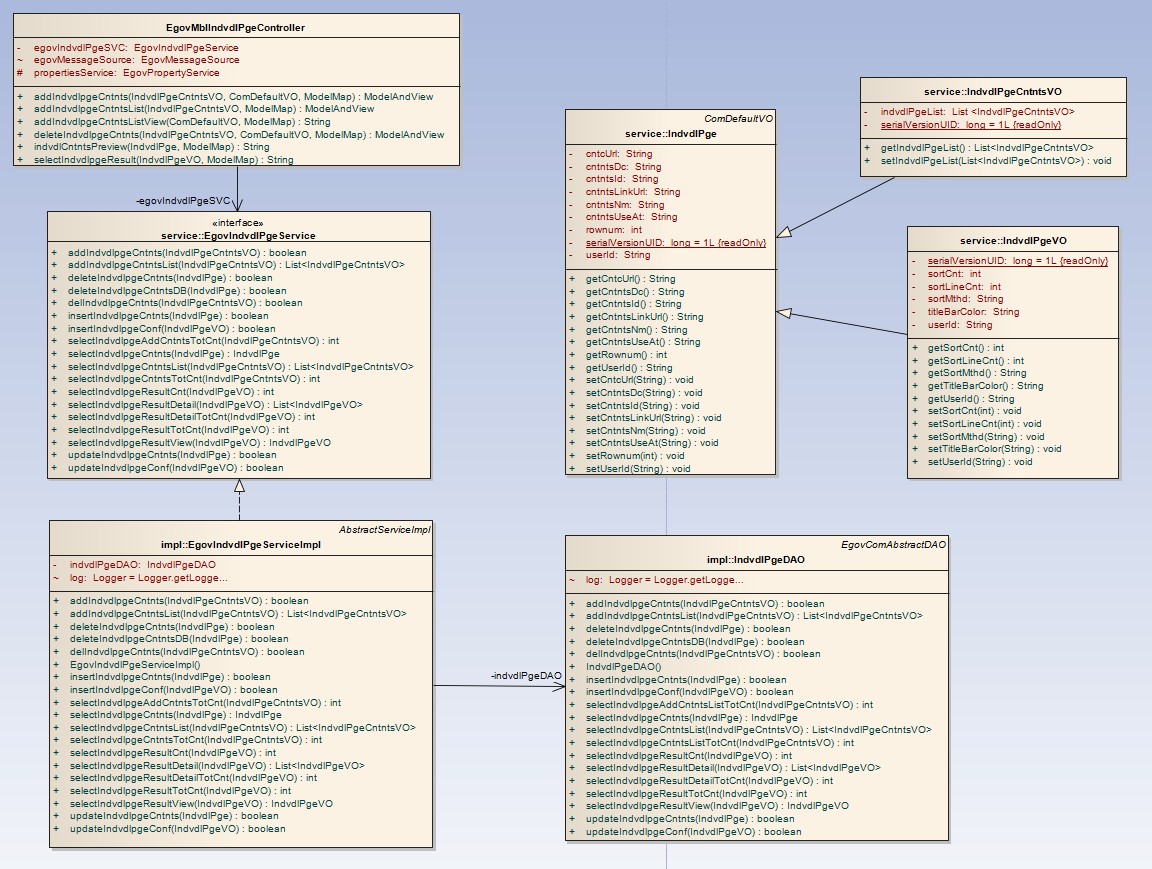 EgovMblIndvdlPgeController
- egovIndvdlPgeSVC: EgovIndvdlPgeService
~ egovMessageSource: EgovMessageSource
# propertiesService: EgovPropertyService
+ addIndvdlpgeCntnts(IndvdlPgeCntntsVO, ComDefaultVO, ModelMap) : ModelAndView
+ addIndvdlpgeCntntsList(IndvdlPgeCntntsVO, ModelMap) : ModelAndView
+ addIndvdlpgeCntntsListView(ComDefaultVO, ModelMap) : String
+ deleteIndvdlpgeCntnts(IndvdlPgeCntntsVO, ComDefaultVO, ModelMap) : ModelAndView
+ indvdlCntntsPreview(IndvdlPge, ModelMap) : String
+ selectIndvdlpgeResult(IndvdlPgeVO, ModelMap) : String
-egovIndvdlPgeSVC
«interface»
service::EgovIndvdlPgeService
+ addIndvdlpgeCntnts(IndvdlPgeCntntsVO) : boolean
+ addIndvdlpgeCntntsList(IndvdlPgeCntntsVO) : List<IndvdlPgeCntntsVO>
+ deleteIndvdlpgeCntnts(IndvdlPge) : boolean
+ deleteIndvdlpgeCntntsDB(IndvdlPge) : boolean
+ delIndvdlpgeCntnts(IndvdlPgeCntntsVO) : boolean
+ insertIndvdlpgeCntnts(IndvdlPge) : boolean
+ insertIndvdlpgeConf(IndvdlPgeVO) : boolean
+ selectIndvdlpgeAddCntntsTotCnt(IndvdlPgeCntntsVO) : int
+ selectIndvdlpgeCntnts(IndvdlPge) : IndvdlPge
+ selectIndvdlpgeCntntsList(IndvdlPgeCntntsVO) : List<IndvdlPgeCntntsVO>
+ selectIndvdlpgeCntntsTotCnt(IndvdlPgeCntntsVO) : int
+ selectIndvdlpgeResultCnt(IndvdlPgeVO) : int
+ selectIndvdlpgeResultDetail(IndvdlPgeVO) : List<IndvdlPgeVO>
+ selectIndvdlpgeResultDetailTotCnt(IndvdlPgeVO) : int
+ selectIndvdlpgeResultTotCnt(IndvdlPgeVO) : int
+ selectIndvdlpgeResultView(IndvdlPgeVO) : IndvdlPgeVO
+ updateIndvdlpgeCntnts(IndvdlPge) : boolean
+ updateIndvdlpgeConf(IndvdlPgeVO) : boolean
AbstractServiceImpl
impl::EgovIndvdlPgeServiceImpl
- indvdlPgeDAO: IndvdlPgeDAO
~ log: Logger = Logger.getLogge...
+ addIndvdlpgeCntnts(IndvdlPgeCntntsVO) : boolean
+ addIndvdlpgeCntntsList(IndvdlPgeCntntsVO) : List<IndvdlPgeCntntsVO>
+ deleteIndvdlpgeCntnts(IndvdlPge) : boolean
+ deleteIndvdlpgeCntntsDB(IndvdlPge) : boolean
+ delIndvdlpgeCntnts(IndvdlPgeCntntsVO) : boolean
+ EgovIndvdlPgeServiceImpl()
+ insertIndvdlpgeCntnts(IndvdlPge) : boolean
+ insertIndvdlpgeConf(IndvdlPgeVO) : boolean
+ selectIndvdlpgeAddCntntsTotCnt(IndvdlPgeCntntsVO) : int
+ selectIndvdlpgeCntnts(IndvdlPge) : IndvdlPge
+ selectIndvdlpgeCntntsList(IndvdlPgeCntntsVO) : List<IndvdlPgeCntntsVO>
+ selectIndvdlpgeCntntsTotCnt(IndvdlPgeCntntsVO) : int
+ selectIndvdlpgeResultCnt(IndvdlPgeVO) : int
+ selectIndvdlpgeResultDetail(IndvdlPgeVO) : List<IndvdlPgeVO>
+ selectIndvdlpgeResultDetailTotCnt(IndvdlPgeVO) : int
+ selectIndvdlpgeResultTotCnt(IndvdlPgeVO) : int
+ selectIndvdlpgeResultView(IndvdlPgeVO) : IndvdlPgeVO
+ updateIndvdlpgeCntnts(IndvdlPge) : boolean
+ updateIndvdlpgeConf(IndvdlPgeVO) : boolean
-indvdlPgeDAO
ComDefaultVO
service::IndvdlPge
- cntcUrl: String
- cntntsDc: String
- cntntsId: String
- cntntsLinkUrl: String
- cntntsNm: String
- cntntsUseAt: String
- rownum: int
- serialVersionUID: long = 1L {readOnly}
- userId: String
+ getCntcUrl() : String
+ getCntntsDc() : String
+ getCntntsId() : String
+ getCntntsLinkUrl() : String
+ getCntntsNm() : String
+ getCntntsUseAt() : String
+ getRownum() : int
+ getUserId() : String
+ setCntcUrl(String) : void
+ setCntntsDc(String) : void
+ setCntntsId(String) : void
+ setCntntsLinkUrl(String) : void
+ setCntntsNm(String) : void
+ setCntntsUseAt(String) : void
+ setRownum(int) : void
+ setUserId(String) : void
service::IndvdlPgeCntntsVO
- indvdlPgeList: List <IndvdlPgeCntntsVO>
- serialVersionUID: long = 1L {readOnly}
+ getIndvdlPgeList() : List<IndvdlPgeCntntsVO>
+ setIndvdlPgeList(List<IndvdlPgeCntntsVO>) : void
service::IndvdlPgeVO
- serialVersionUID: long = 1L {readOnly}
- sortCnt: int
- sortLineCnt: int
- sortMthd: String
- titleBarColor: String
- userId: String
+ getSortCnt() : int
+ getSortLineCnt() : int
+ getSortMthd() : String
+ getTitleBarColor() : String
+ getUserId() : String
+ setSortCnt(int) : void
+ setSortLineCnt(int) : void
+ setSortMthd(String) : void
+ setTitleBarColor(String) : void
+ setUserId(String) : void
EgovComAbstractDAO
impl::IndvdlPgeDAO
~ log: Logger = Logger.getLogge...
+ addIndvdlpgeCntnts(IndvdlPgeCntntsVO) : boolean
+ addIndvdlpgeCntntsList(IndvdlPgeCntntsVO) : List<IndvdlPgeCntntsVO>
+ deleteIndvdlpgeCntnts(IndvdlPge) : boolean
+ deleteIndvdlpgeCntntsDB(IndvdlPge) : boolean
+ delIndvdlpgeCntnts(IndvdlPgeCntntsVO) : boolean
+ IndvdlPgeDAO()
+ insertIndvdlpgeCntnts(IndvdlPge) : boolean
+ insertIndvdlpgeConf(IndvdlPgeVO) : boolean
+ selectIndvdlpgeAddCntntsListTotCnt(IndvdlPgeCntntsVO) : int
+ selectIndvdlpgeCntnts(IndvdlPge) : IndvdlPge
+ selectIndvdlpgeCntntsList(IndvdlPgeCntntsVO) : List<IndvdlPgeCntntsVO>
+ selectIndvdlpgeCntntsListTotCnt(IndvdlPgeCntntsVO) : int
+ selectIndvdlpgeResultCnt(IndvdlPgeVO) : int
+ selectIndvdlpgeResultDetail(IndvdlPgeVO) : List<IndvdlPgeVO>
+ selectIndvdlpgeResultDetailTotCnt(IndvdlPgeVO) : int
+ selectIndvdlpgeResultTotCnt(IndvdlPgeVO) : int
+ selectIndvdlpgeResultView(IndvdlPgeVO) : IndvdlPgeVO
+ updateIndvdlpgeCntnts(IndvdlPge) : boolean
+ updateIndvdlpgeConf(IndvdlPgeVO) : boolean